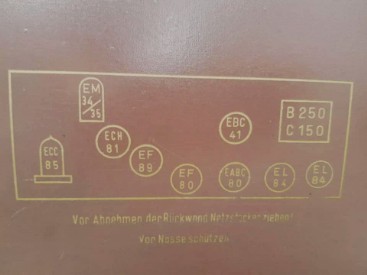 EM
34/35
ECC
85
ECH
81
EF
89
EF
80
EBC
41
EABC
80
EL
84
EL
84
B 250
C 150
Vor Abnehmen der Rückwand Netzstecker ziehen!
Vor Nässe schützen